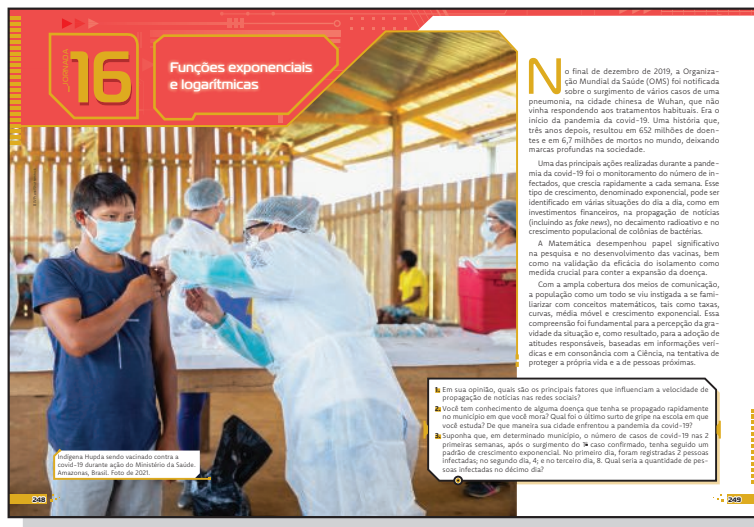 JORNADA
16
Funções exponenciais
e logarítmicas
No final de dezembro de 2019, a Organiza-
ção Mundial da Saúde (OMS) foi notificada
sobre o surgimento de vários casos de uma
pneumonia, na cidade chinesa de Wuhan, que não
vinha respondendo aos tratamentos habituais. Era o
início da pandemia da covid-19. Uma história que,
três anos depois, resultou em 652 milhões de doen-
tes e em 6,7 milhões de mortos no mundo, deixando
marcas profundas na sociedade.
Uma das principais ações realizadas durante a pande-
mia da covid-19 foi o monitoramento do número de in-
fectados, que crescia rapidamente a cada semana. Esse
tipo de crescimento, denominado exponencial, pode ser
identificado em várias situações do dia a dia, como em
investimentos financeiros, na propagação de notícias
(incluindo as fake news), no decaimento radioativo e no
crescimento populacional de colônias de bactérias.
A Matemática desempenhou papel significativo
na pesquisa e no desenvolvimento das vacinas, bem
como na validação da eficácia do isolamento como
medida crucial para conter a expansão da doença.
Com a ampla cobertura dos meios de comunicação,
a população como um todo se viu instigada a se fami-
liarizar com conceitos matemáticos, tais como taxas,
curvas, média móvel e crescimento exponencial. Essa
compreensão foi fundamental para a percepção da gra-
vidade da situação e, como resultado, para a adoção de
atitudes responsáveis, baseadas em informações verí-
dicas e em consonância com a Ciência, na tentativa de
proteger a própria vida e a de pessoas próximas.
1. Em sua opinião, quais são os principais fatores que influenciam a velocidade de
propagação de notícias nas redes sociais?
2. Você tem conhecimento de alguma doença que tenha se propagado rapidamente
no município em que você mora? Qual foi o último surto de gripe na escola em que
você estuda? De que maneira sua cidade enfrentou a pandemia da covid-19?
3. Suponha que, em determinado município, o número de casos de covid-19 nas 2
primeiras semanas, após o surgimento do 1º caso confirmado, tenha seguido um
padrão de crescimento exponencial. No primeiro dia, foram registradas 2 pessoas
infectadas; no segundo dia, 4; e no terceiro dia, 8. Qual seria a quantidade de pes-
soas infectadas no décimo dia?
Indígena Hupda sendo vacinado contra a
covid-19 durante ação do Ministério da Saúde.
Amazonas, Brasil. Foto de 2021.
248
249